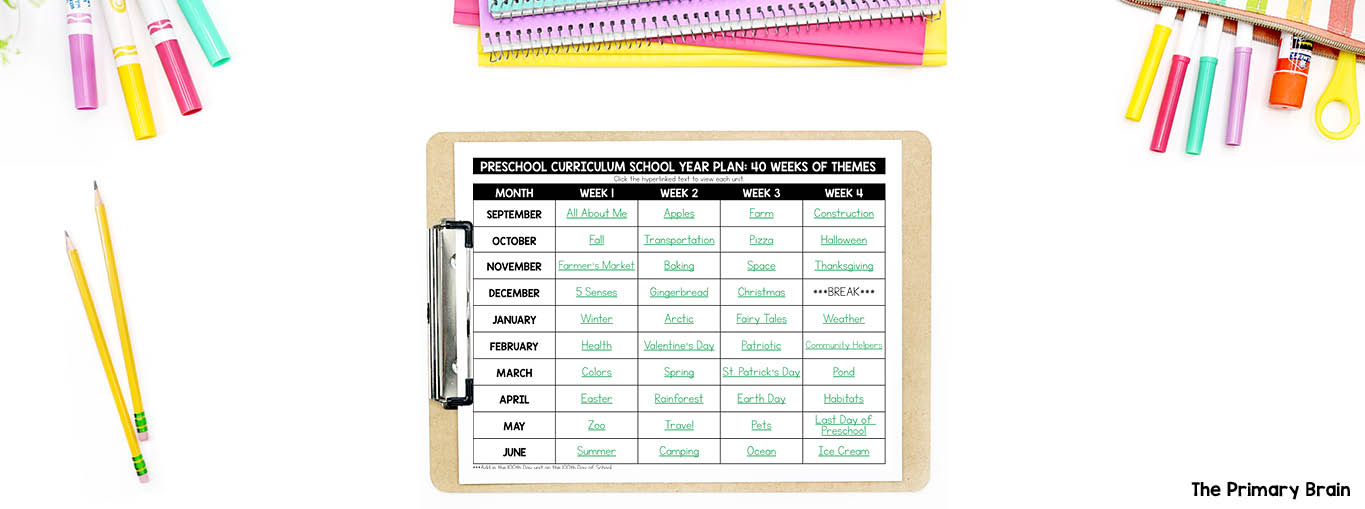 PRESCHOOL CURRICULUM SCHOOL YEAR PLAN: 40 WEEKS OF THEMES
Click the hyperlinked text to view each unit.
MONTH WEEK 1 WEEK 2 WEEK 3 WEEK 4
SEPTEMBER All About Me Apples Farm Construction
OCTOBER Fall Transportation Pizza Halloween
NOVEMBER Farmer's Market Baking Space Thanksgiving
DECEMBER 5 Senses Gingerbread Christmas ***BREAK***
JANUARY Winter Arctic Fairy Tales Weather
FEBRUARY Health Valentine's Day Patriotic Community Helpers
MARCH Colors Spring St. Patrick's Day Pond
APRIL Easter Rainforest Earth Day Habitats
MAY Zoo Travel Pets Last Day of
Preschool
JUNE Summer Camping Ocean Ice Cream
***Add in the 100th Day unit on the 100th Day of School
The Primary Brain